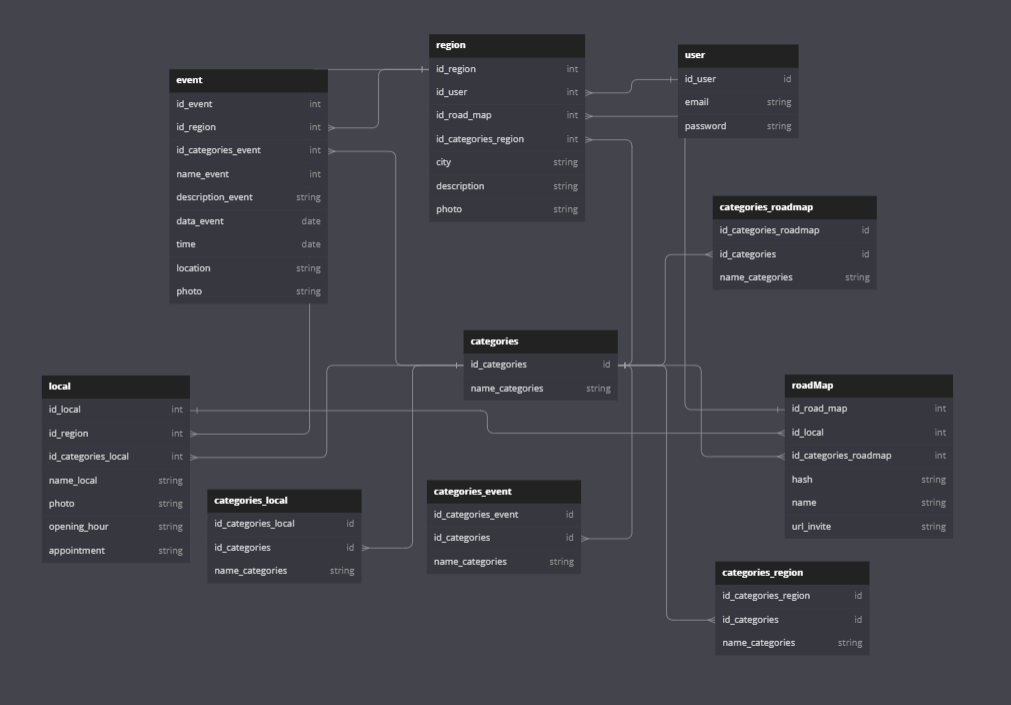 region
id_region int
id_user int
id_road_map int
id_categories_region int
city string
description string
photo string
user
id_user id
email string
password string
event
id_event int
id_region int
id_categories_event int
name_event int
description_event string
data_event date
time date
location string
photo string
categories_roadmap
id_categories_roadmap id
id_categories id
name_categories string
categories
id_categories id
name_categories string
local
id_local int
id_region int
id_categories_local int
name_local string
photo string
opening_hour string
appointment string
roadMap
id_road_map int
id_local int
id_categories_roadmap int
hash string
name string
url_invite string
categories_local
id_categories_local id
id_categories id
name_categories string
categories_event
id_categories_event id
id_categories id
name_categories string
categories_region
id_categories_region id
id_categories id
name_categories string